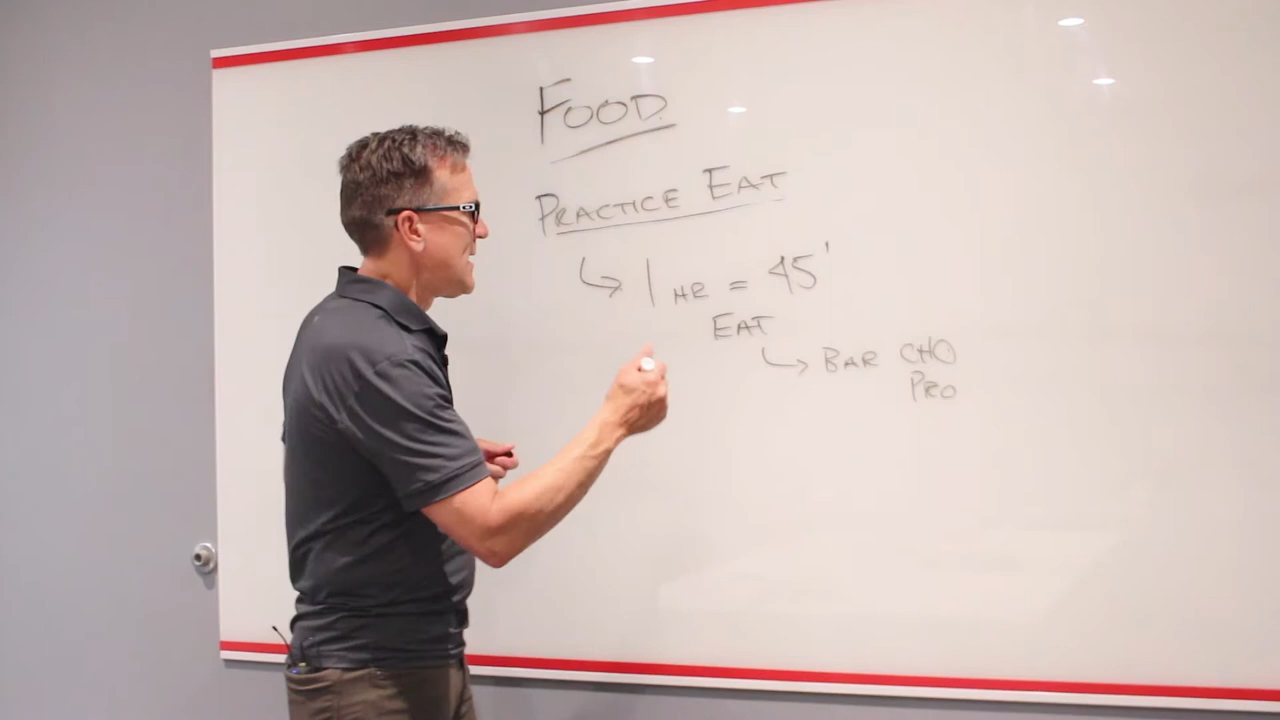 FOOD
PRACTICE EAT
1 HR = 45'
EAT
BAR CHO
PRO